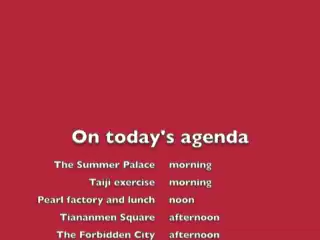 On today's agenda
The Summer Palace morning
Taiji exercise morning
Pearl factory and lunch noon
Tiananmen Square afternoon
The Forbidden City afternoon